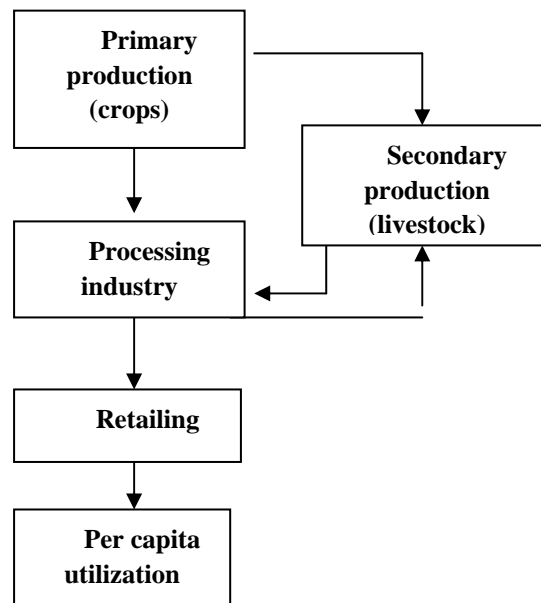 Primary
production
(crops)
Secondary
production
(livestock)
Processing
industry
Retailing
Per capita
utilization